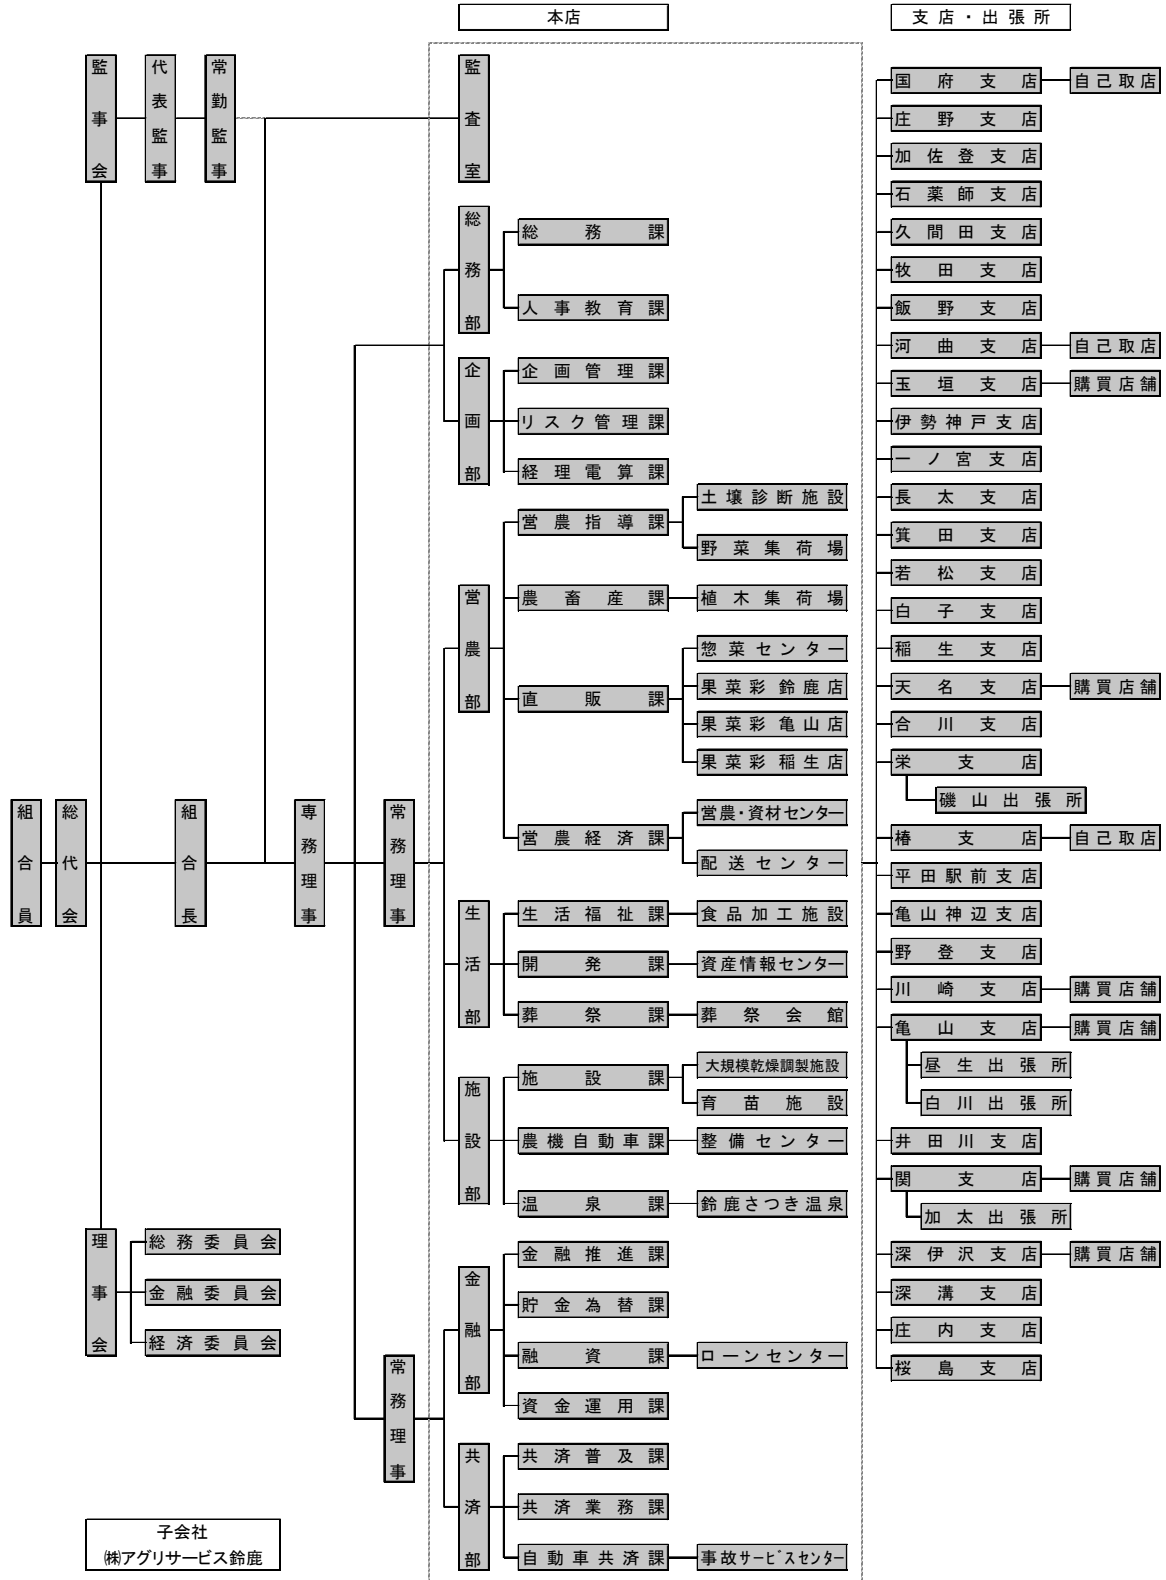 本店
支店・出張所
監事会
代表監事
常勤監事
監査室
総務部
総務課
人事教育課
企画部
企画管理課
リスク管理課
経理電算課
営農部
営農指導課
土壌診断施設
野菜集荷場
農畜産課
植木集荷場
直販課
惣菜センター
果菜彩鈴鹿店
果菜彩亀山店
果菜彩稲生店
営農経済課
営農・資材センター
配送センター
組合員
総代会
組合長
専務理事
常務理事
生活部
生活福祉課
食品加工施設
開発課
資産情報センター
葬祭課
葬祭会館
施設部
施設課
大規模乾燥調製施設
育苗施設
農機自動車課
整備センター
温泉課
鈴鹿さつき温泉
理事会
総務委員会
金融委員会
経済委員会
常務理事
金融部
金融推進課
貯金為替課
融資課
ローンセンター
資金運用課
共済部
共済普及課
共済業務課
自動車共済課
事故サービスセンター
子会社
㈱アグリサービス鈴鹿
国府支店
自己取店
庄野支店
加佐登支店
石薬師支店
久間田支店
牧田支店
飯野支店
河曲支店
自己取店
玉垣支店
購買店舗
伊勢神戸支店
一ノ宮支店
長太支店
箕田支店
若松支店
白子支店
稲生支店
天名支店
購買店舗
合川支店
栄支店
磯山出張所
椿支店
自己取店
平田駅前支店
亀山神辺支店
野登支店
川崎支店
購買店舗
亀山支店
購買店舗
昼生出張所
白川出張所
井田川支店
関支店
購買店舗
加太出張所
深伊沢支店
購買店舗
深溝支店
庄内支店
桜島支店